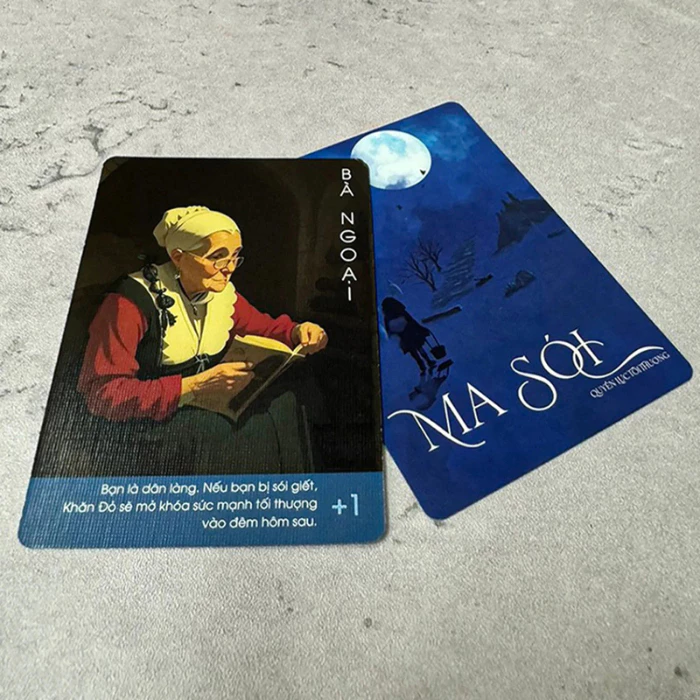 BÀ NGOẠI
Bạn là dân làng. Nếu bạn bị sói giết,
Khăn Đỏ sẽ mở khóa sức mạnh tối thượng
vào đêm hôm sau.
+1
MA SÓI
QUYỀN LỰC TỐI THƯỢNG